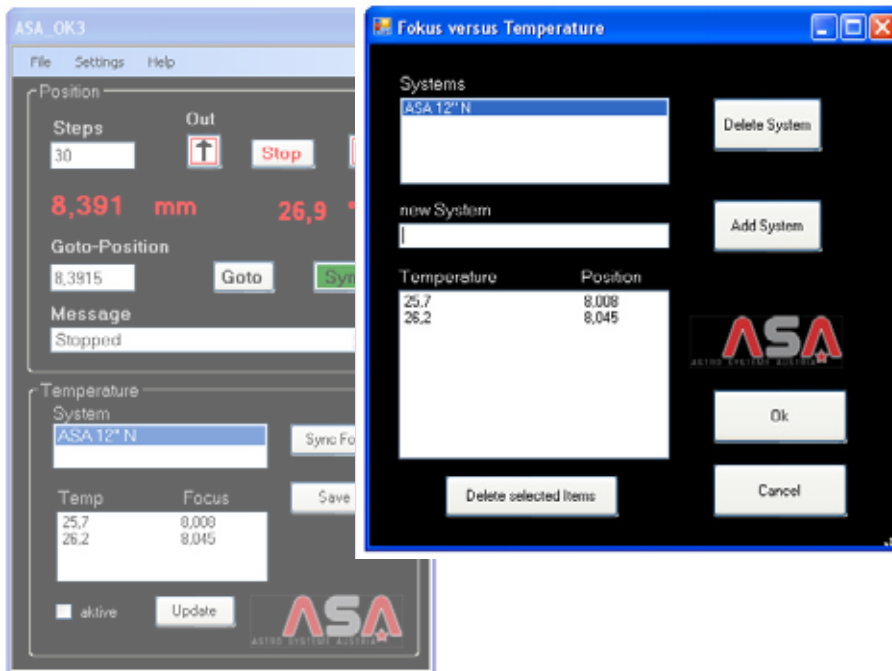 ASA_OK3
File Settings Help
Position
Steps
Out
30
Stop
8,391 mm 26,9 °
Goto-Position
8,3915
Goto
Syn
Message
Stopped
Temperature
System
ASA 12" N
Sync Fo
Temp Focus
Save
25,7 8,008
26,2 8,045
aktive
Update
ASA
ASTRO SYSTEME AUSTRIA
Fokus versus Temperature
Systems
ASA 12" N
Delete System
new System
Add System
Temperature Position
25,7 8,008
26,2 8,045
ASA
ASTRO SYSTEME AUSTRIA
Ok
Delete selected Items
Cancel